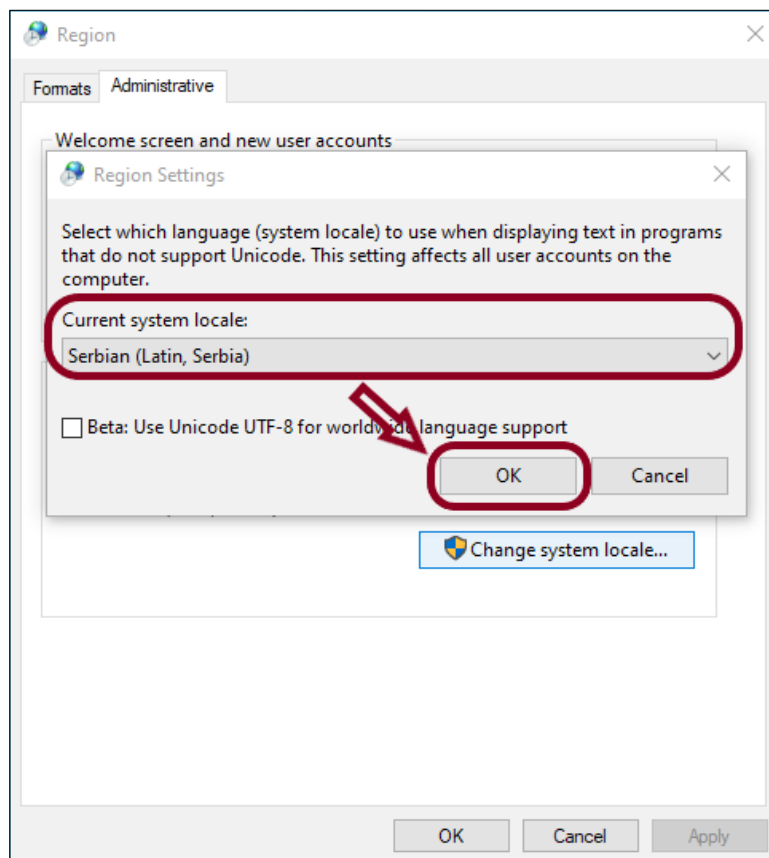 Region
Formats
Administrative
Welcome screen and new user accounts
Region Settings
Select which language (system locale) to use when displaying text in programs
that do not support Unicode. This setting affects all user accounts on the
computer.
Current system locale:
Serbian (Latin, Serbia)
Beta: Use Unicode UTF-8 for worldwide language support
OK
Cancel
Change system locale...
OK
Cancel
Apply